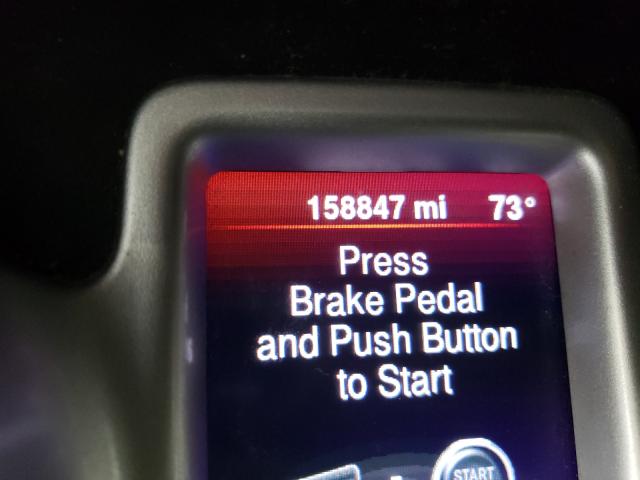 158847 mi 73°
Press
Brake Pedal
and Push Button
to Start
START